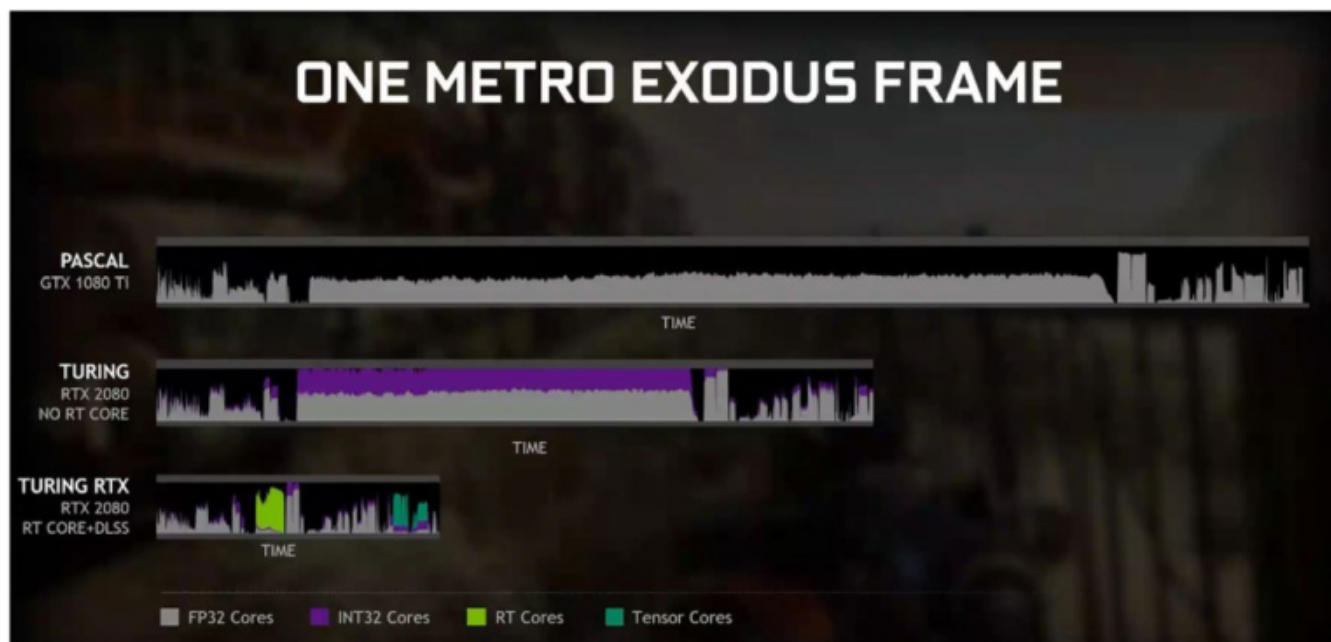 ONE METRO EXODUS FRAME
PASCAL
GTX 1080 Ti
TIME
TURING
RTX 2080
NO RT CORE
TIME
TURING RTX
RTX 2080
RT CORE+DLSS
TIME
FP32 Cores INT32 Cores RT Cores Tensor Cores